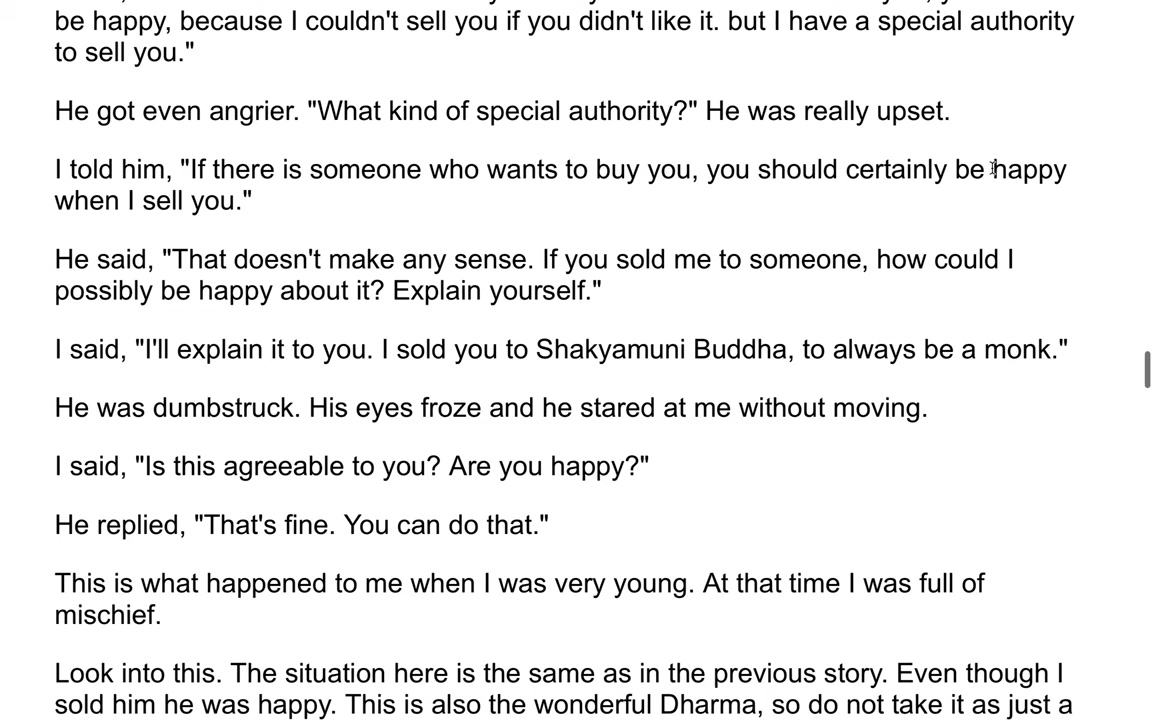 be happy, because I couldn't sell you if you didn't like it. but I have a special authority
to sell you."
He got even angrier. "What kind of special authority?" He was really upset.
I told him, "If there is someone who wants to buy you, you should certainly be happy
when I sell you."
He said, "That doesn't make any sense. If you sold me to someone, how could I
possibly be happy about it? Explain yourself."
I said, "I'll explain it to you. I sold you to Shakyamuni Buddha, to always be a monk."
He was dumbstruck. His eyes froze and he stared at me without moving.
I said, "Is this agreeable to you? Are you happy?"
He replied, "That's fine. You can do that."
This is what happened to me when I was very young. At that time I was full of
mischief.
Look into this. The situation here is the same as in the previous story. Even though I
sold him he was happy. This is also the wonderful Dharma, so do not take it as just a